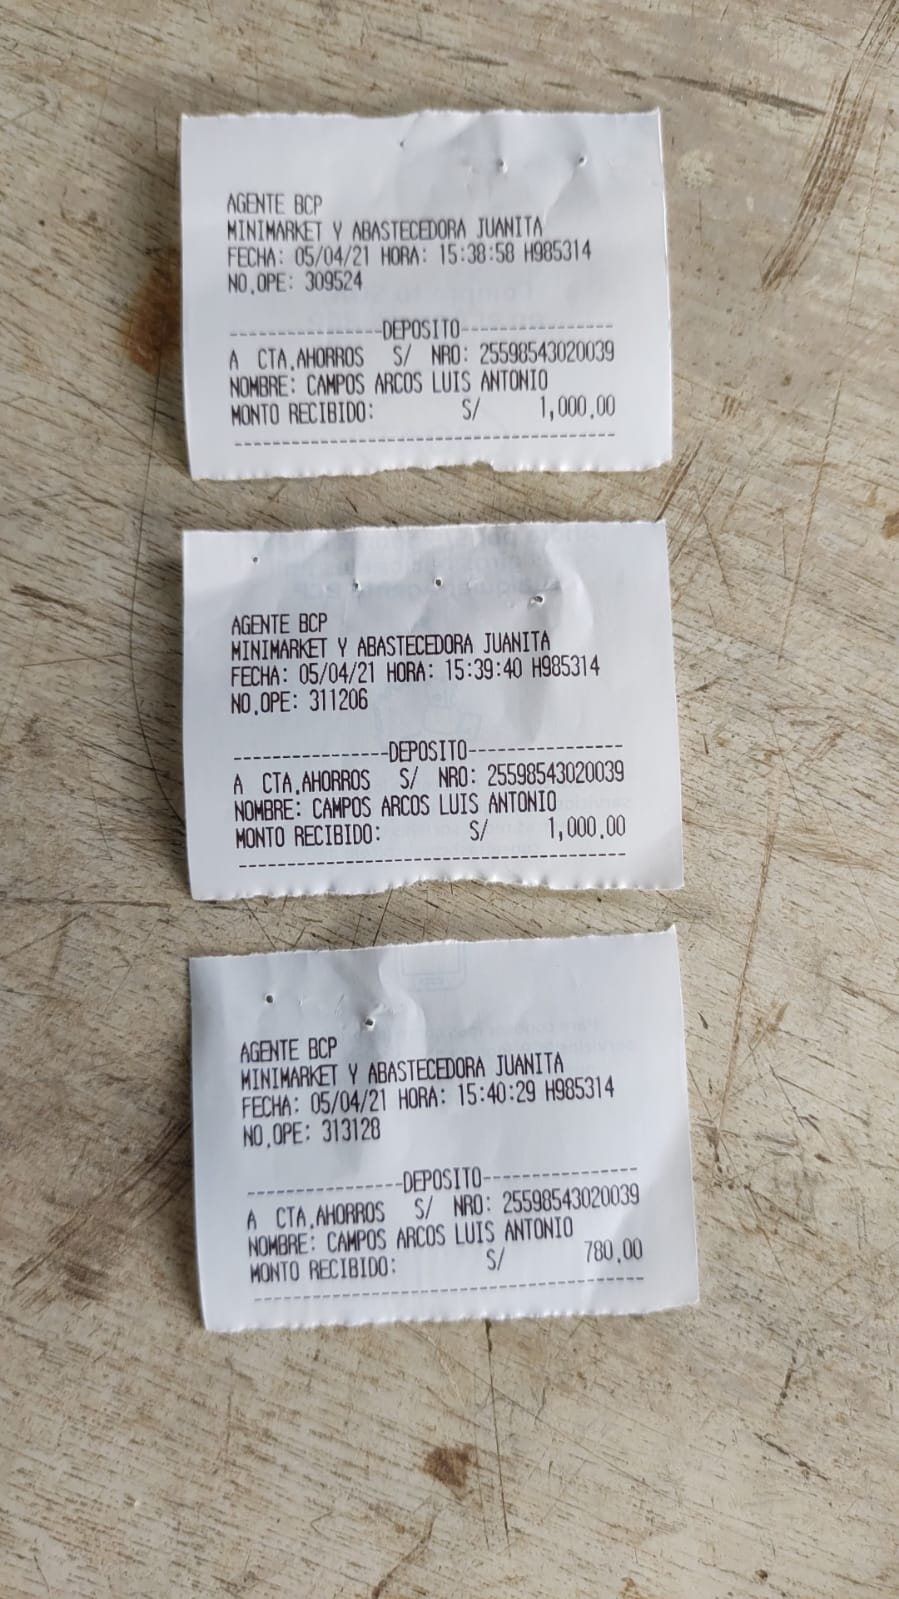 AGENTE BCP
MINIMARKET Y ABASTECEDORA JUANITA
FECHA: 05/04/21 HORA: 15:38:58 H985314
NO.OPE: 309524
----------------DEPOSITO----------------
A CTA.AHORROS S/ NRO: 25598543020039
NOMBRE: CAMPOS ARCOS LUIS ANTONIO
MONTO RECIBIDO: S/ 1,000.00
----------------------------------------
AGENTE BCP
MINIMARKET Y ABASTECEDORA JUANITA
FECHA: 05/04/21 HORA: 15:39:40 H985314
NO.OPE: 311206
----------------DEPOSITO----------------
A CTA.AHORROS S/ NRO: 25598543020039
NOMBRE: CAMPOS ARCOS LUIS ANTONIO
MONTO RECIBIDO: S/ 1,000.00
----------------------------------------
AGENTE BCP
MINIMARKET Y ABASTECEDORA JUANITA
FECHA: 05/04/21 HORA: 15:40:29 H985314
NO.OPE: 313128
----------------DEPOSITO----------------
A CTA.AHORROS S/ NRO: 25598543020039
NOMBRE: CAMPOS ARCOS LUIS ANTONIO
MONTO RECIBIDO: S/ 780.00
----------------------------------------